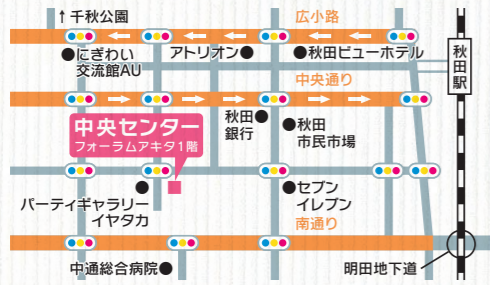 ↑千秋公園
広小路
●にぎわい
交流館AU
アトリオン●
●秋田ビューホテル
秋田駅
中央通り
中央センター
フォーラムアキタ1階
秋田●
銀行
●秋田
市民市場
パーティギャラリー
イヤタカ
●セブン
イレブン
南通り
中通総合病院●
明田地下道